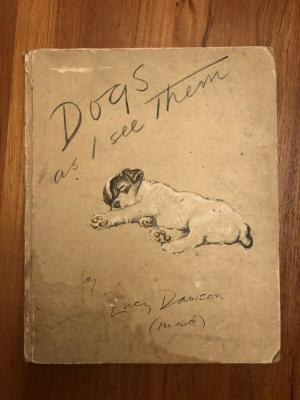 Dogs
as I see Them
by
Lucy Dawson
(mac)